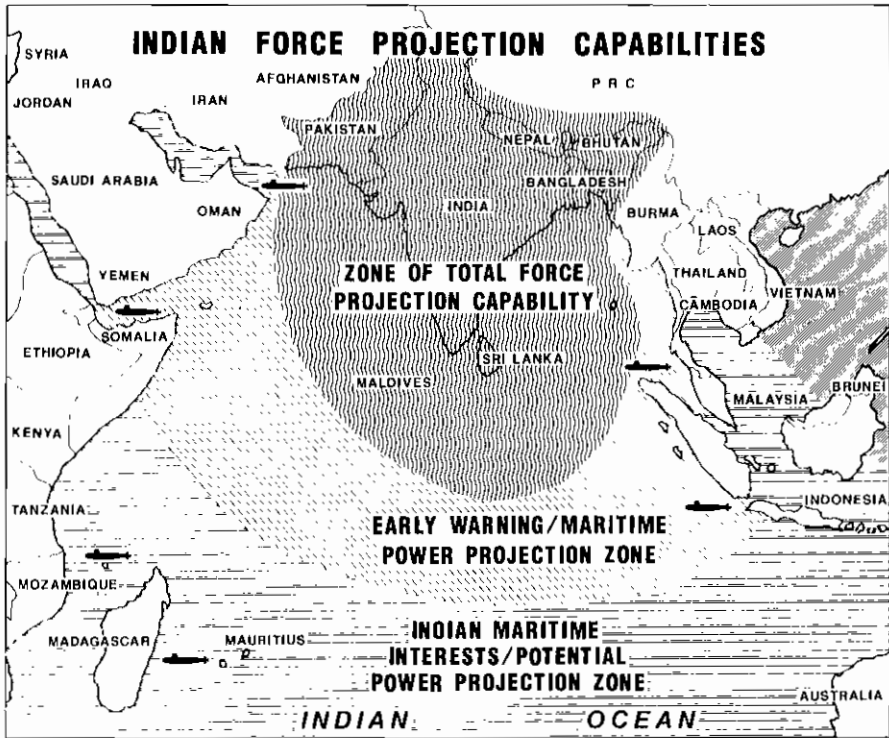 INDIAN FORCE PROJECTION CAPABILITIES
SYRIA
IRAQ
AFGHANISTAN
PRC
JORDAN
IRAN
PAKISTAN
NEPAL
BHUTAN
SAUDI ARABIA
BANGLADESH
INDIA
OMAN
BURMA
LAOS
YEMEN
ZONE OF TOTAL FORCE
PROJECTION CAPABILITY
THAILAND
VIETNAM
CAMBODIA
SOMALIA
ETHIOPIA
SRI LANKA
MALDIVES
MALAYSIA
BRUNEI
KENYA
TANZANIA
INDONESIA
EARLY WARNING/MARITIME
POWER PROJECTION ZONE
MOZAMBIQUE
MADAGASCAR
MAURITIUS
INDIAN MARITIME
INTERESTS/POTENTIAL
POWER PROJECTION ZONE
AUSTRALIA
INDIAN OCEAN